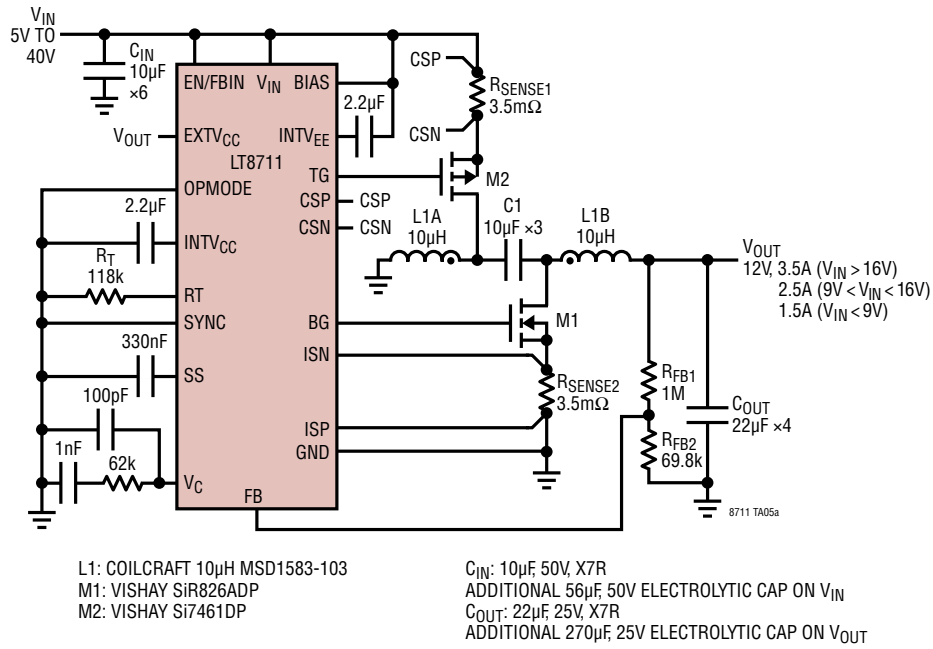 VIN
5V TO
40V
CIN
10µF
×6
EN/FBIN
VIN
BIAS
2.2µF
INTVEE
VOUT
EXTVCC
LT8711
OPMODE
TG
CSP
CSP
CSN
CSN
CSP
RSENSE1
3.5mΩ
CSN
M2
2.2µF
INTVCC
RT
118k
RT
SYNC
330nF
SS
100pF
1nF
62k
VC
FB
BG
ISN
ISP
GND
L1A
10µH
C1
10µF ×3
L1B
10µH
M1
RSENSE2
3.5mΩ
VOUT
12V, 3.5A (VIN > 16V)
2.5A (9V < VIN < 16V)
1.5A (VIN < 9V)
RFB1
1M
RFB2
69.8k
COUT
22µF ×4
8711 TA05a
L1: COILCRAFT 10µH MSD1583-103
M1: VISHAY SiR826ADP
M2: VISHAY Si7461DP
CIN: 10µF, 50V, X7R
ADDITIONAL 56µF, 50V ELECTROLYTIC CAP ON VIN
COUT: 22µF, 25V, X7R
ADDITIONAL 270µF, 25V ELECTROLYTIC CAP ON VOUT